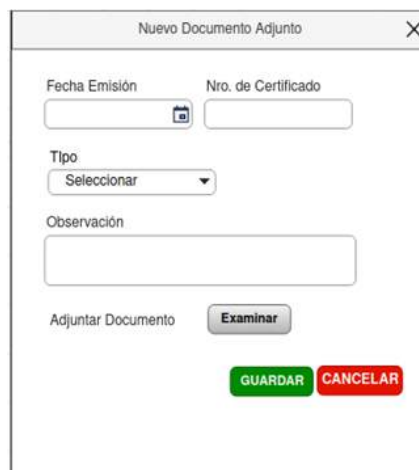 Nuevo Documento Adjunto
Fecha Emisión Nro. de Certificado
TIpo
Seleccionar
Observación
Adjuntar Documento Examinar
GUARDAR CANCELAR